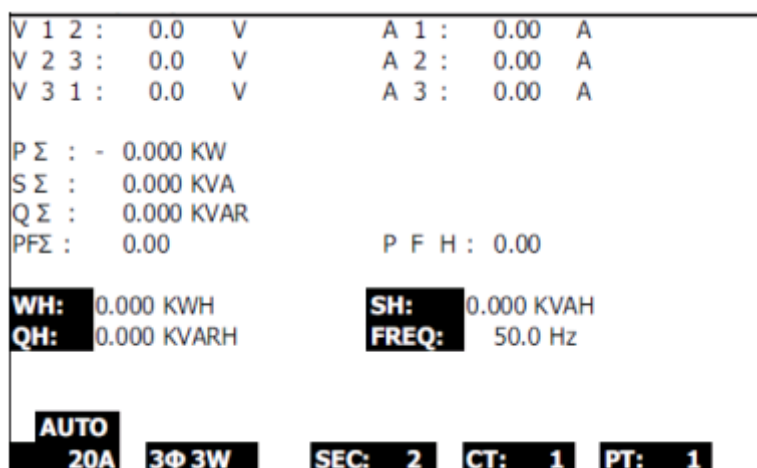 V 1 2 : 0.0 V A 1 : 0.00 A
V 2 3 : 0.0 V A 2 : 0.00 A
V 3 1 : 0.0 V A 3 : 0.00 A
P Σ : - 0.000 KW
S Σ : 0.000 KVA
Q Σ : 0.000 KVAR
PFΣ : 0.00 P F H : 0.00
WH: 0.000 KWH SH: 0.000 KVAH
QH: 0.000 KVARH FREQ: 50.0 Hz
AUTO
20A 3Φ 3W SEC: 2 CT: 1 PT: 1